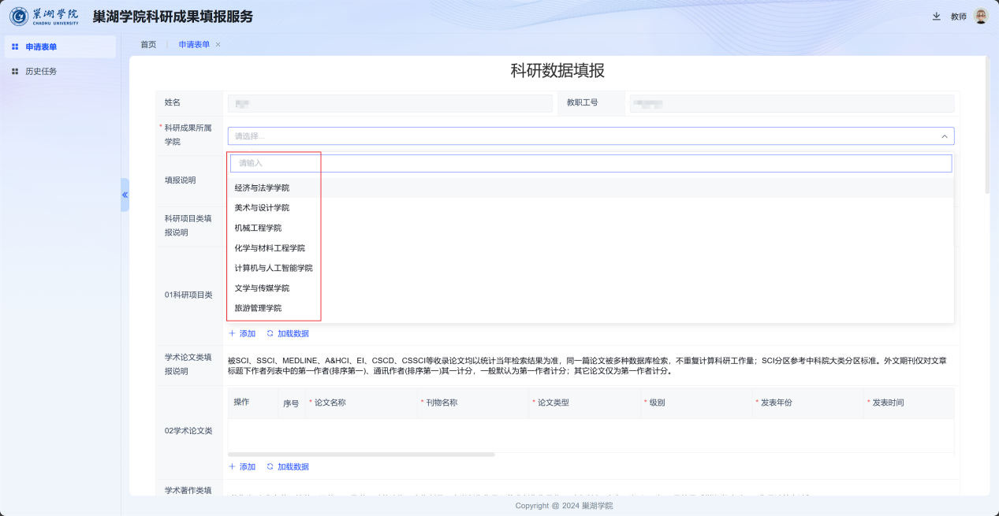 巢湖学院
CHAOHU UNIVERSITY
巢湖学院科研成果填报服务
教师
申请表单
历史任务
首页
申请表单 ×
科研数据填报
姓名
教职工号
* 科研成果所属
学院
请选择...
请输入
填报说明
经济与法学学院
美术与设计学院
科研项目类填
报说明
机械工程学院
化学与材料工程学院
计算机与人工智能学院
文学与传媒学院
01科研项目类
旅游管理学院
+ 添加 加载数据
学术论文类填
报说明
被SCI、SSCI、MEDLINE、A&HCI、EI、CSCD、CSSCI等收录论文均以统计当年检索结果为准，同一篇论文被多种数据库检索，不重复计算科研工作量；SCI分区参考中科院大类分区标准。外文期刊仅对文章
标题下作者列表中的第一作者(排序第一)、通讯作者(排序第一)其一计分，一般默认为第一作者计分；其它论文仅为第一作者计分。
操作 序号 * 论文名称 * 刊物名称 * 论文类型 * 级别 * 发表年份 * 发表时间
02学术论文类
+ 添加 加载数据
学术著作类填
Copyright @ 2024 巢湖学院